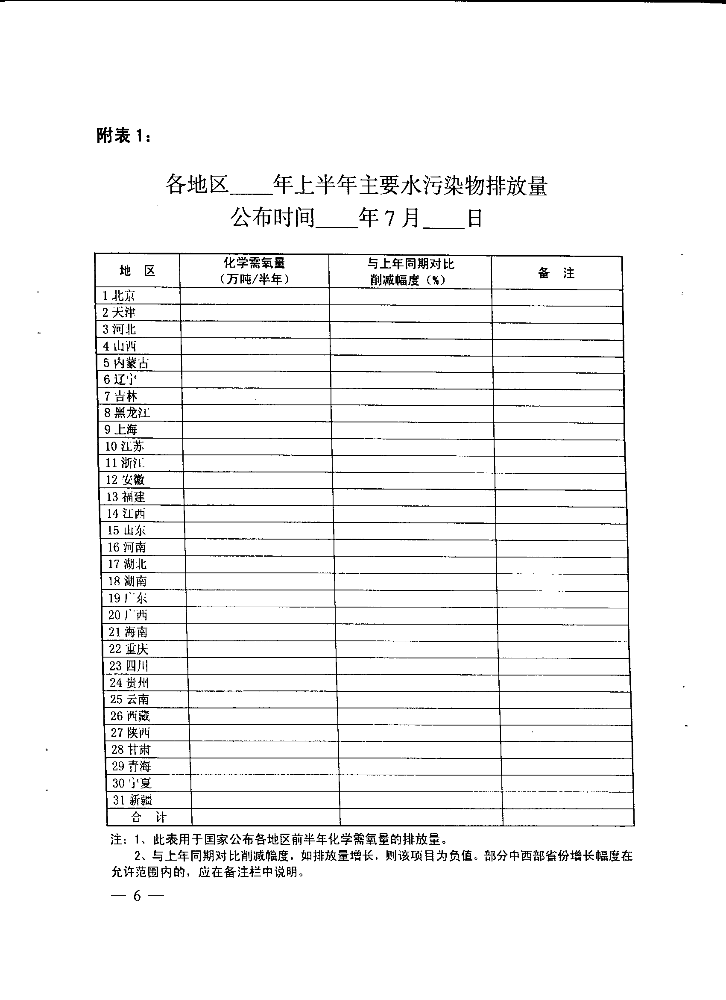 附表 1：
各地区____年上半年主要水污染物排放量
公布时间____年 7 月____日
地 区 化学需氧量（万吨/半年） 与上年同期对比削减幅度（%） 备 注
1 北京
2 天津
3 河北
4 山西
5 内蒙古
6 辽宁
7 吉林
8 黑龙江
9 上海
10 江苏
11 浙江
12 安徽
13 福建
14 江西
15 山东
16 河南
17 湖北
18 湖南
19 广东
20 广西
21 海南
22 重庆
23 四川
24 贵州
25 云南
26 西藏
27 陕西
28 甘肃
29 青海
30 宁夏
31 新疆
合 计
注：1、此表用于国家公布各地区前半年化学需氧量的排放量。
2、与上年同期对比削减幅度，如排放量增长，则该项目为负值。部分中西部省份增长幅度在
允许范围内的，应在备注栏中说明。
— 6 —